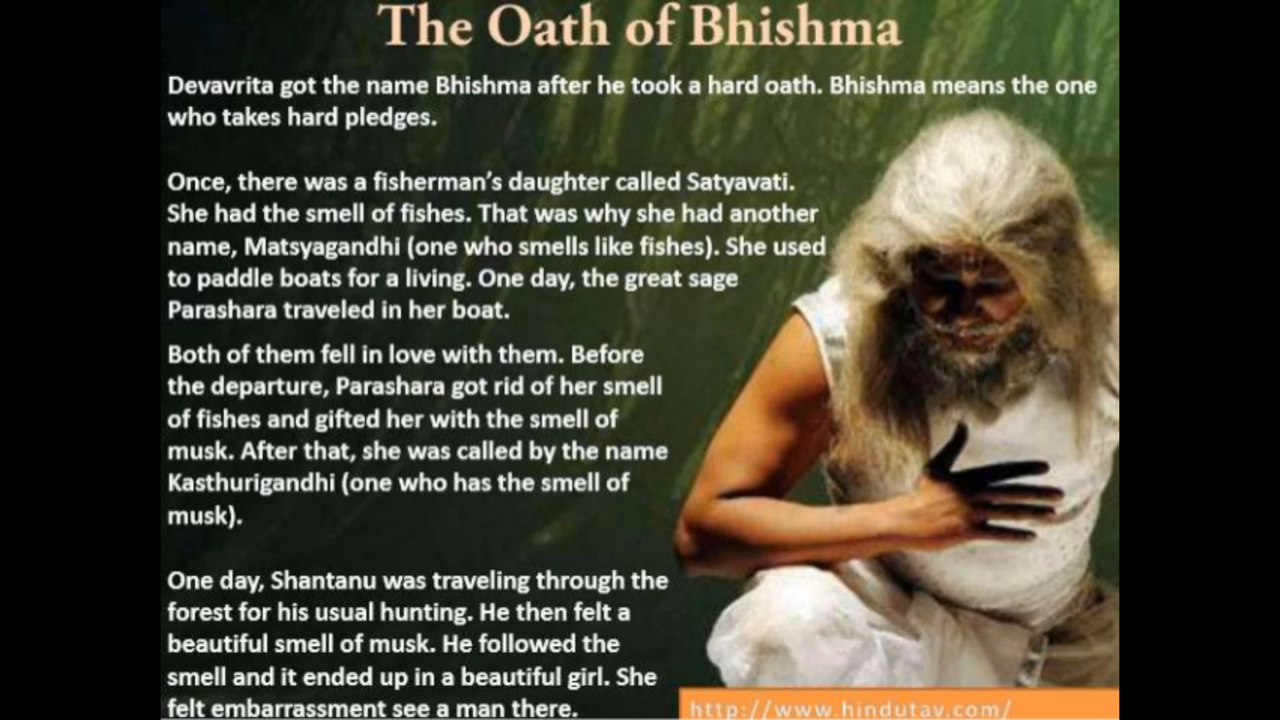 The Oath of Bhishma
Devavrita got the name Bhishma after he took a hard oath. Bhishma means the one
who takes hard pledges.
Once, there was a fisherman’s daughter called Satyavati.
She had the smell of fishes. That was why she had another
name, Matsyagandhi (one who smells like fishes). She used
to paddle boats for a living. One day, the great sage
Parashara traveled in her boat.
Both of them fell in love with them. Before
the departure, Parashara got rid of her smell
of fishes and gifted her with the smell of
musk. After that, she was called by the name
Kasthurigandhi (one who has the smell of
musk).
One day, Shantanu was traveling through the
forest for his usual hunting. He then felt a
beautiful smell of musk. He followed the
smell and it ended up in a beautiful girl. She
felt embarrassment see a man there.
http://www.hindutav.com/